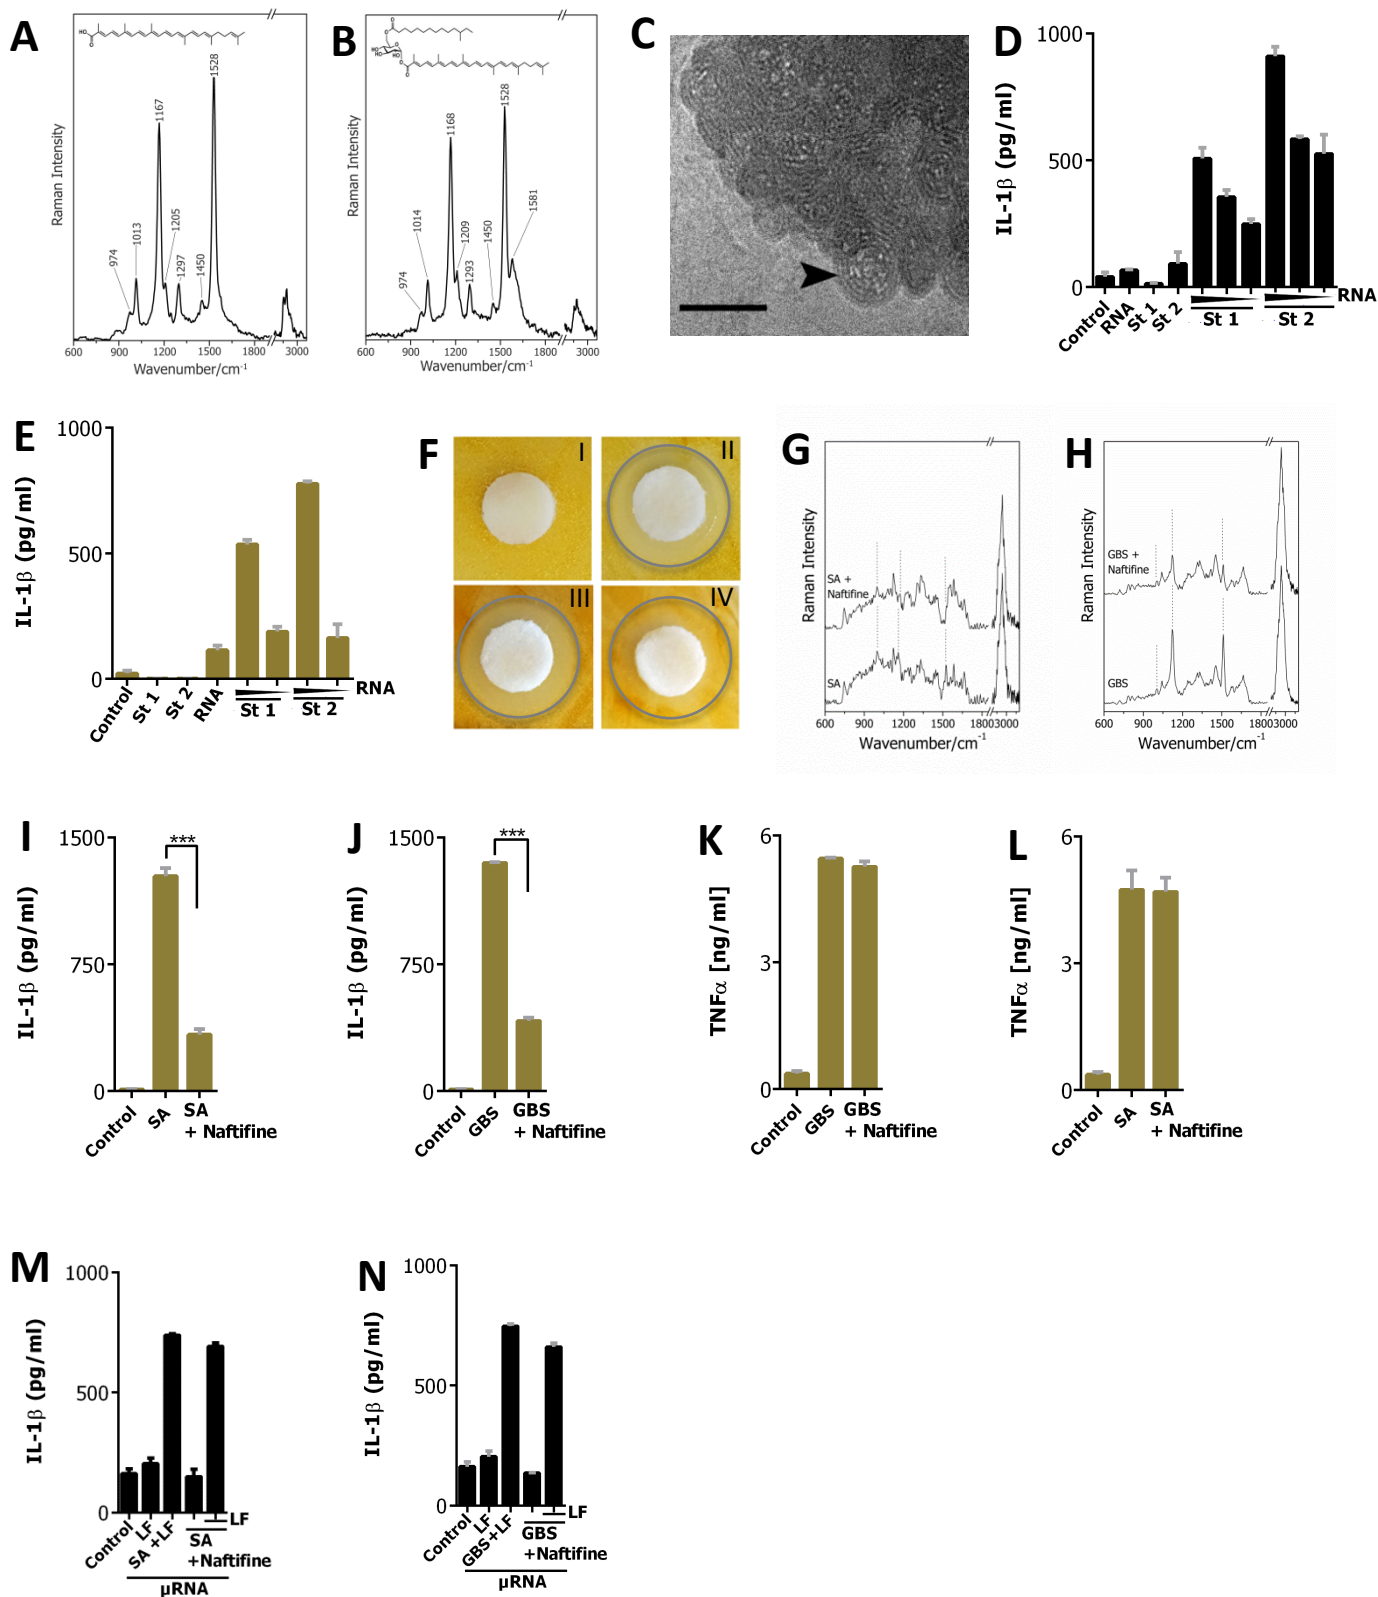 A
HO
O
Raman Intensity
974
1013
1167
1205
1297
1450
1528
600 900 1200 1500 1800 3000
Wavenumber/cm-1
B
Raman Intensity
974
1014
1168
1209
1293
1450
1528
1581
600 900 1200 1500 1800 3000
Wavenumber/cm-1
C
D
IL-1β (pg/ml)
1000
500
0
Control
RNA
St 1
St 2
St 1
St 2
RNA
E
IL-1β (pg/ml)
1000
500
0
Control
St 1
St 2
RNA
St 1
St 2
RNA
F
I
II
III
IV
G
Raman Intensity
SA +
Naftifine
SA
600 900 1200 1500 1800 3000
Wavenumber/cm-1
H
Raman Intensity
GBS +
Naftifine
GBS
600 900 1200 1500 1800 3000
Wavenumber/cm-1
I
IL-1β (pg/ml)
1500
750
0
***
Control
SA
SA
+ Naftifine
J
IL-1β (pg/ml)
1500
750
0
***
Control
GBS
GBS
+ Naftifine
K
TNFα [ng/ml]
6
3
0
Control
GBS
GBS
+ Naftifine
L
TNFα [ng/ml]
6
3
0
Control
SA
SA
+ Naftifine
M
IL-1β (pg/ml)
1000
500
0
Control
LF
SA +LF
SA
+Naftifine
LF
μRNA
N
IL-1β (pg/ml)
1000
500
0
Control
LF
GBS+LF
GBS
+Naftifine
LF
μRNA